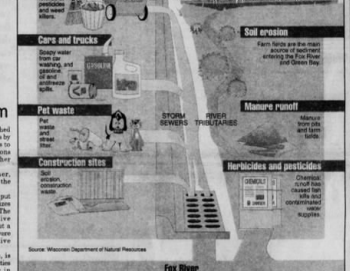 pesticides
and weed
killers.
Cars and trucks
Soapy water
from car
washing, and
gasoline,
oil and
antifreeze
spills.
Pet waste
Pet
waste
and
street
litter.
Construction sites
Soil
erosion,
construction
waste.
STORM
SEWERS
RIVER
TRIBUTARIES
Soil erosion
Farm fields are the main
source of sediment
entering the Fox River
and Green Bay.
Manure runoff
Manure
from pits
and farm
fields.
Herbicides and pesticides
Chemical
runoff has
caused fish
kills and
contaminated
water
supplies.
Source: Wisconsin Department of Natural Resources
Fox River